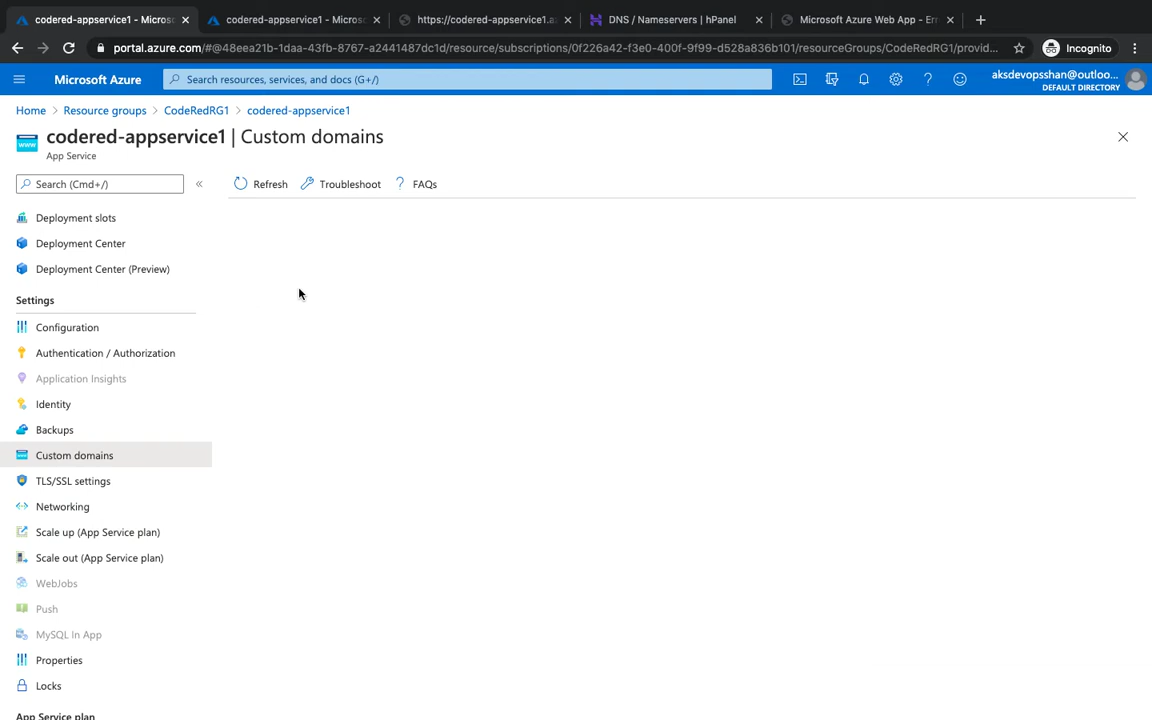 codered-appservice1 - Microso
codered-appservice1 - Microso
https://codered-appservice1.az
DNS / Nameservers | hPanel
Microsoft Azure Web App - Err
portal.azure.com/#@48eea21b-1daa-43fb-8767-a2441487dc1d/resource/subscriptions/0f226a42-f3e0-400f-9f99-d528a836b101/resourceGroups/CodeRedRG1/provid...
Incognito
Microsoft Azure
Search resources, services, and docs (G+/)
aksdevopsshan@outloo...
DEFAULT DIRECTORY
Home > Resource groups > CodeRedRG1 > codered-appservice1
codered-appservice1 | Custom domains
App Service
Search (Cmd+/)
«
Refresh
Troubleshoot
? FAQs
Deployment slots
Deployment Center
Deployment Center (Preview)
Settings
Configuration
Authentication / Authorization
Application Insights
Identity
Backups
Custom domains
TLS/SSL settings
Networking
Scale up (App Service plan)
Scale out (App Service plan)
WebJobs
Push
MySQL In App
Properties
Locks
App Service plan